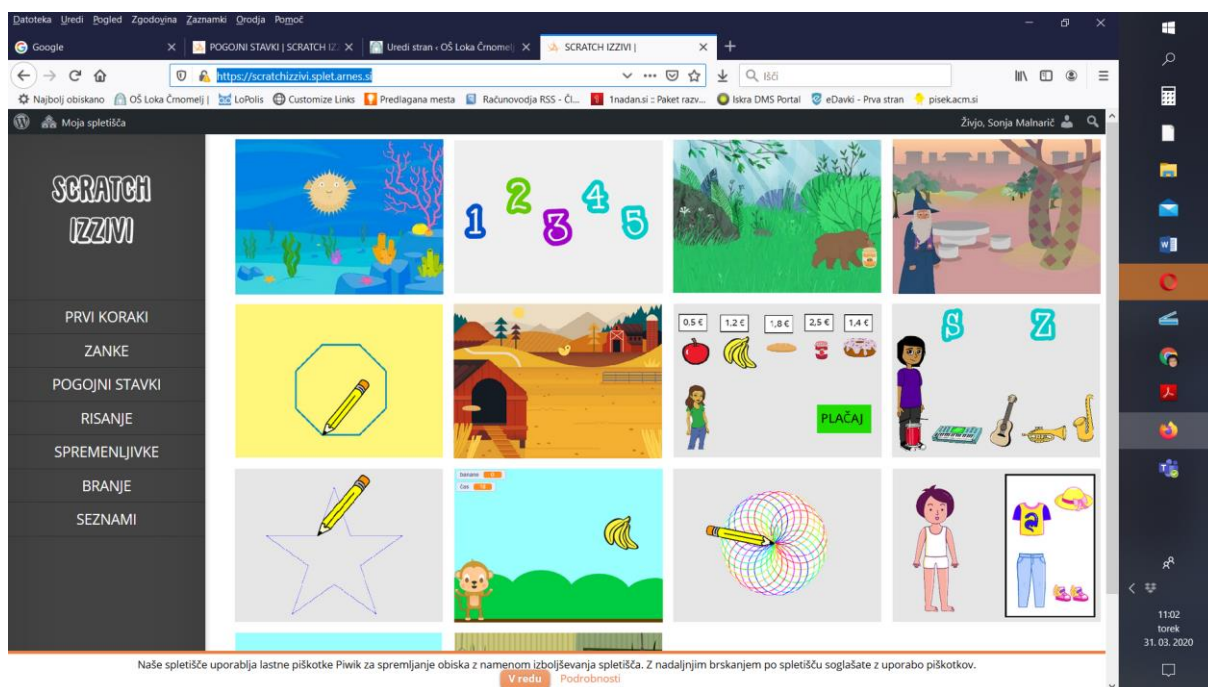 Datoteka Uredi Pogled Zgodovina Zaznamki Orodja Pomoč
Google
POGOJNI STAVKI | SCRATCH IZ
Uredi stran ‹ OŠ Loka Črnomelj
SCRATCH IZZIVI |
https://scratchizzivi.splet.arnes.si
Išči
Najbolj obiskano OŠ Loka Črnomelj | LoPolis Customize Links Predlagana mesta Računovodja RSS - Čl... 1nadan.si :: Paket razv... Iskra DMS Portal eDavki - Prva stran pisek.acm.si
Moja spletišča
Živjo, Sonja Malnarič
SCRATCH
IZZIVI
PRVI KORAKI
ZANKE
POGOJNI STAVKI
RISANJE
SPREMENLJIVKE
BRANJE
SEZNAMI
1 2 3 4 5
0.5 € 1.2 € 1,8 € 2,5 € 1,4 €
PLAČAJ
S Z
banane
čas
11:02
torek
31. 03. 2020
Naše spletišče uporablja lastne piškotke Piwik za spremljanje obiska z namenom izboljševanja spletišča. Z nadaljnjim brskanjem po spletišču soglašate z uporabo piškotkov.
V redu Podrobnosti